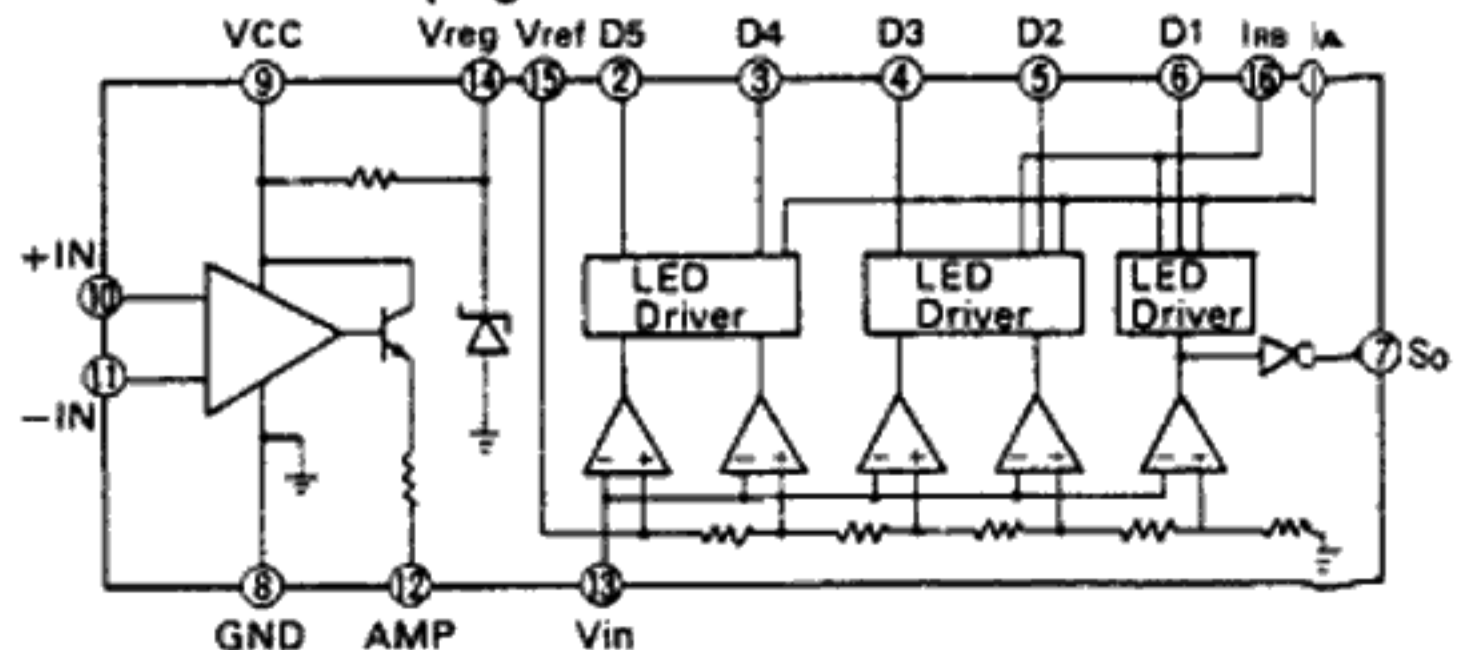 VCC Vreg Vref D5 D4 D3 D2 D1 IRB IA
9 14 15 2 3 4 5 6 16 1
+IN
10
LED Driver LED Driver LED Driver
11
-IN
7 So
- + - + - + - + - +
8 12 13
GND AMP Vin